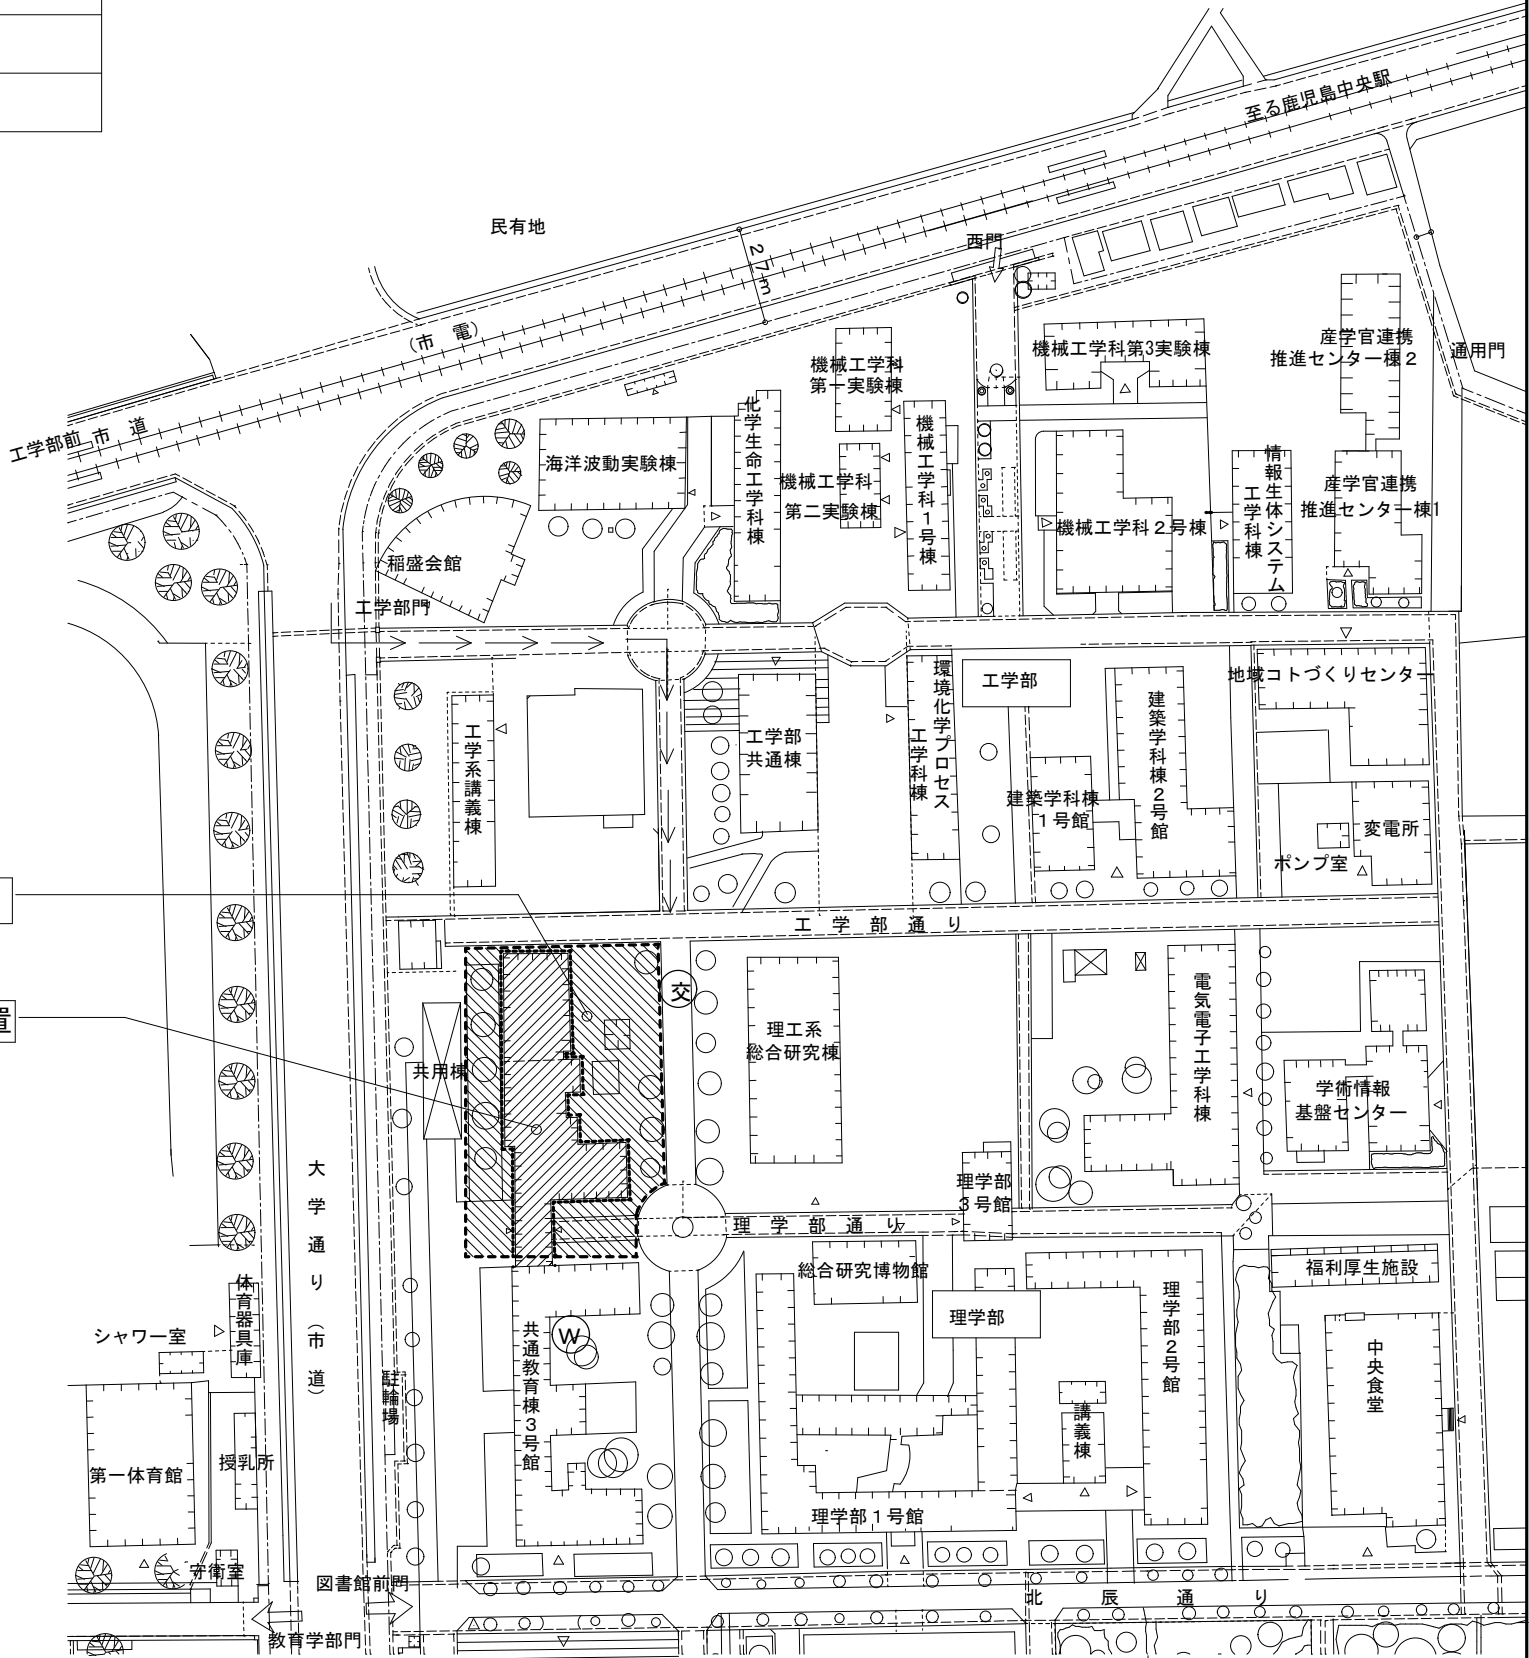 至る鹿児島中央駅
民有地
西門
27m
（市　電）
工学部前
市　道
機械工学科
第一実験棟
機械工学科第3実験棟
産学官連携
推進センター棟２
通用門
海洋波動実験棟
化学生命工学科棟
機械工学科
第二実験棟
機械工学科１号棟
機械工学科２号棟
情報生体システム
工学科棟
産学官連携
推進センター棟1
稲盛会館
工学部門
工学系講義棟
工学部
共通棟
環境化学プロセス
工学科棟
工学部
建築学科棟
１号館
建築学科棟２号館
地域コトづくりセンター
変電所
ポンプ室
工　学　部　通　り
置
共用棟
交
理工系
総合研究棟
電気電子工学科棟
学術情報
基盤センター
大　学　通　り　（市　道）
理学部
３号館
理　学　部　通　り
総合研究博物館
理学部
理学部２号館
福利厚生施設
体育器具庫
シャワー室
共通教育棟３号館
W
駐輪場
講義棟
中央食堂
第一体育館
授乳所
理学部１号館
守衛室
図書館前門
北　辰　通　り
教育学部門